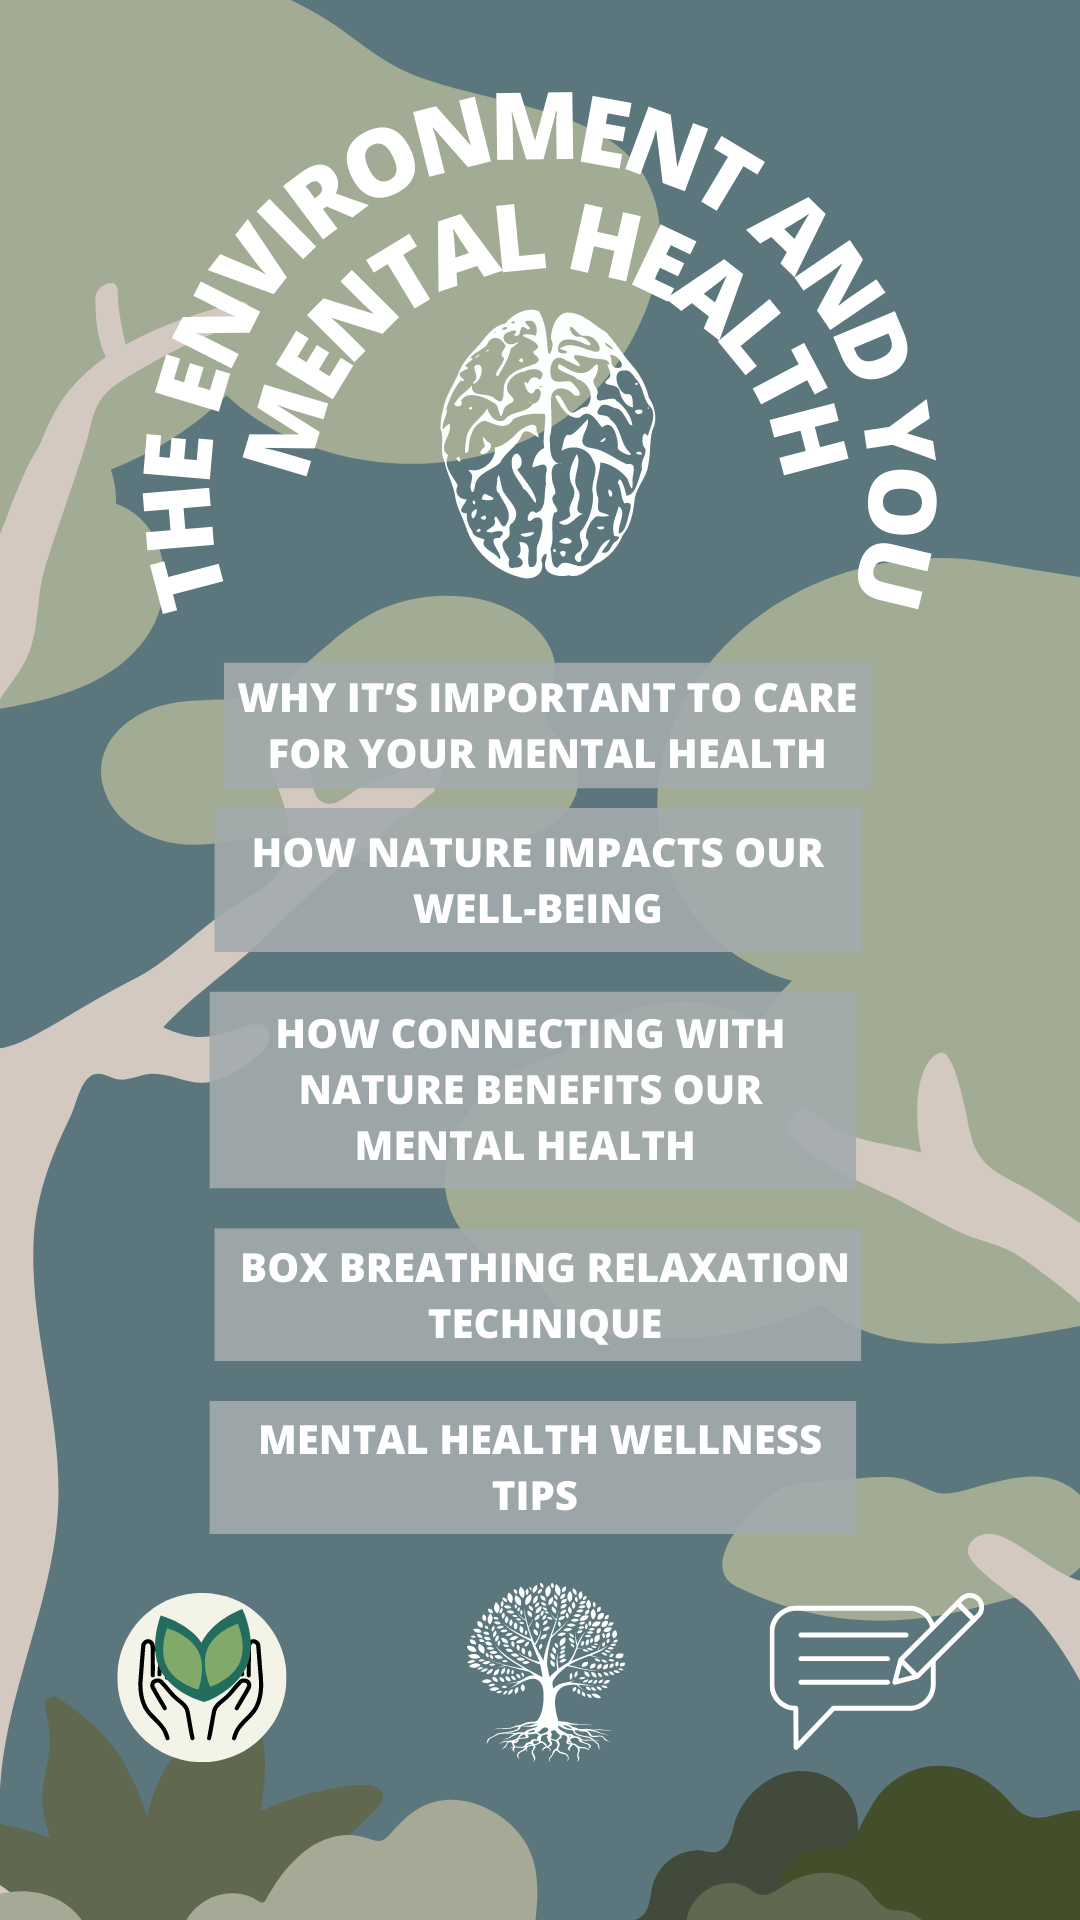 THE ENVIRONMENT AND YOU
MENTAL HEALTH
WHY IT’S IMPORTANT TO CARE
FOR YOUR MENTAL HEALTH
HOW NATURE IMPACTS OUR
WELL-BEING
HOW CONNECTING WITH
NATURE BENEFITS OUR
MENTAL HEALTH
BOX BREATHING RELAXATION
TECHNIQUE
MENTAL HEALTH WELLNESS
TIPS